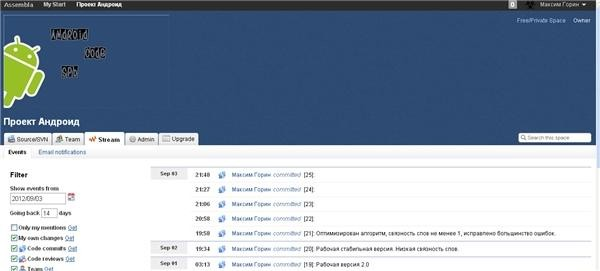 Assembla My Start Проект Андроид 0 Максим Горин
Free/Private Space Owner
ANDROID
CODE
SPB
Проект Андроид
Source/SVN Team Stream Admin Upgrade Search this space
Events Email notifications
Filter
Show events from
2012/09/03
Going back 14 days
Only my mentions Get
My own changes Get
Code commits Get
Code reviews Get
Team Get
Sep 03 21:48 Максим Горин committed [25]:
21:27 Максим Горин committed [24]:
21:06 Максим Горин committed [23]:
20:58 Максим Горин committed [22]:
19:58 Максим Горин committed [21]: Оптимизирован алгоритм, связность слов не менее 1, исправлено большинство ошибок.
Sep 02 19:34 Максим Горин committed [20]: Рабочая стабильная версия. Низкая связность слов.
Sep 01 03:13 Максим Горин committed [19]: Рабочая версия 2.0